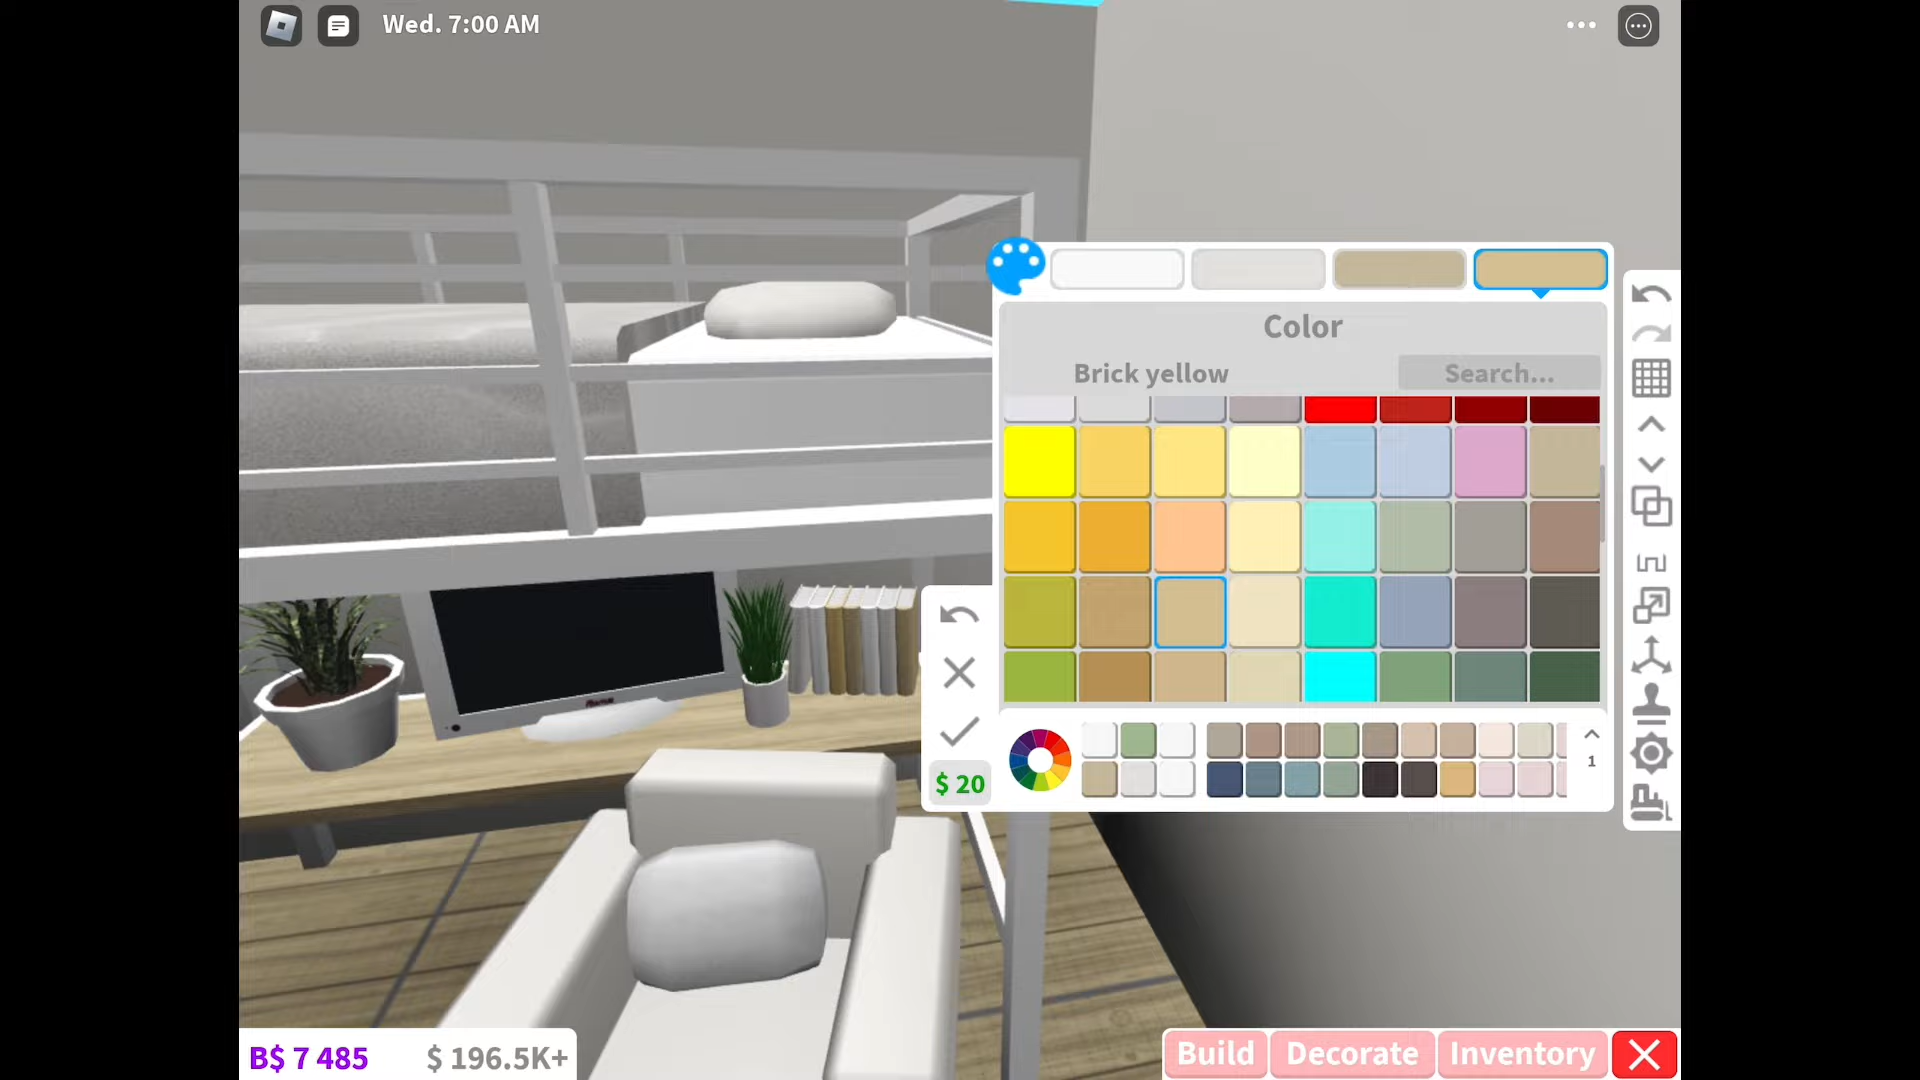 Wed. 7:00 AM
Color
Brick yellow
Search...
$ 20
1
B$ 7 485
$ 196.5K+
Build
Decorate
Inventory